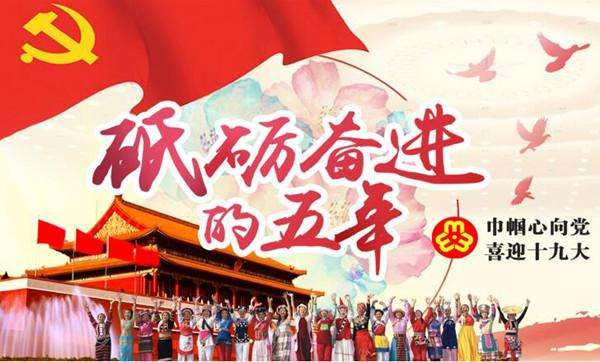 砥砺奋进
的五年
巾帼心向党
喜迎十九大